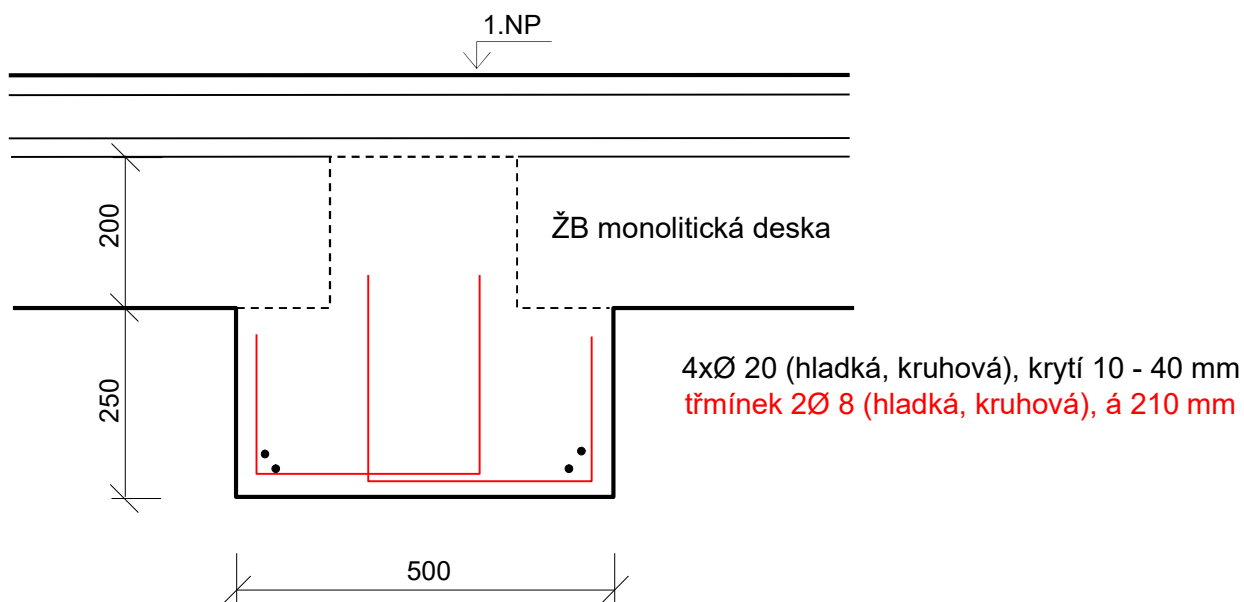 1.NP
200
ŽB monolitická deska
250
4xØ 20 (hladká, kruhová), krytí 10 - 40 mm
třmínek 2Ø 8 (hladká, kruhová), á 210 mm
500